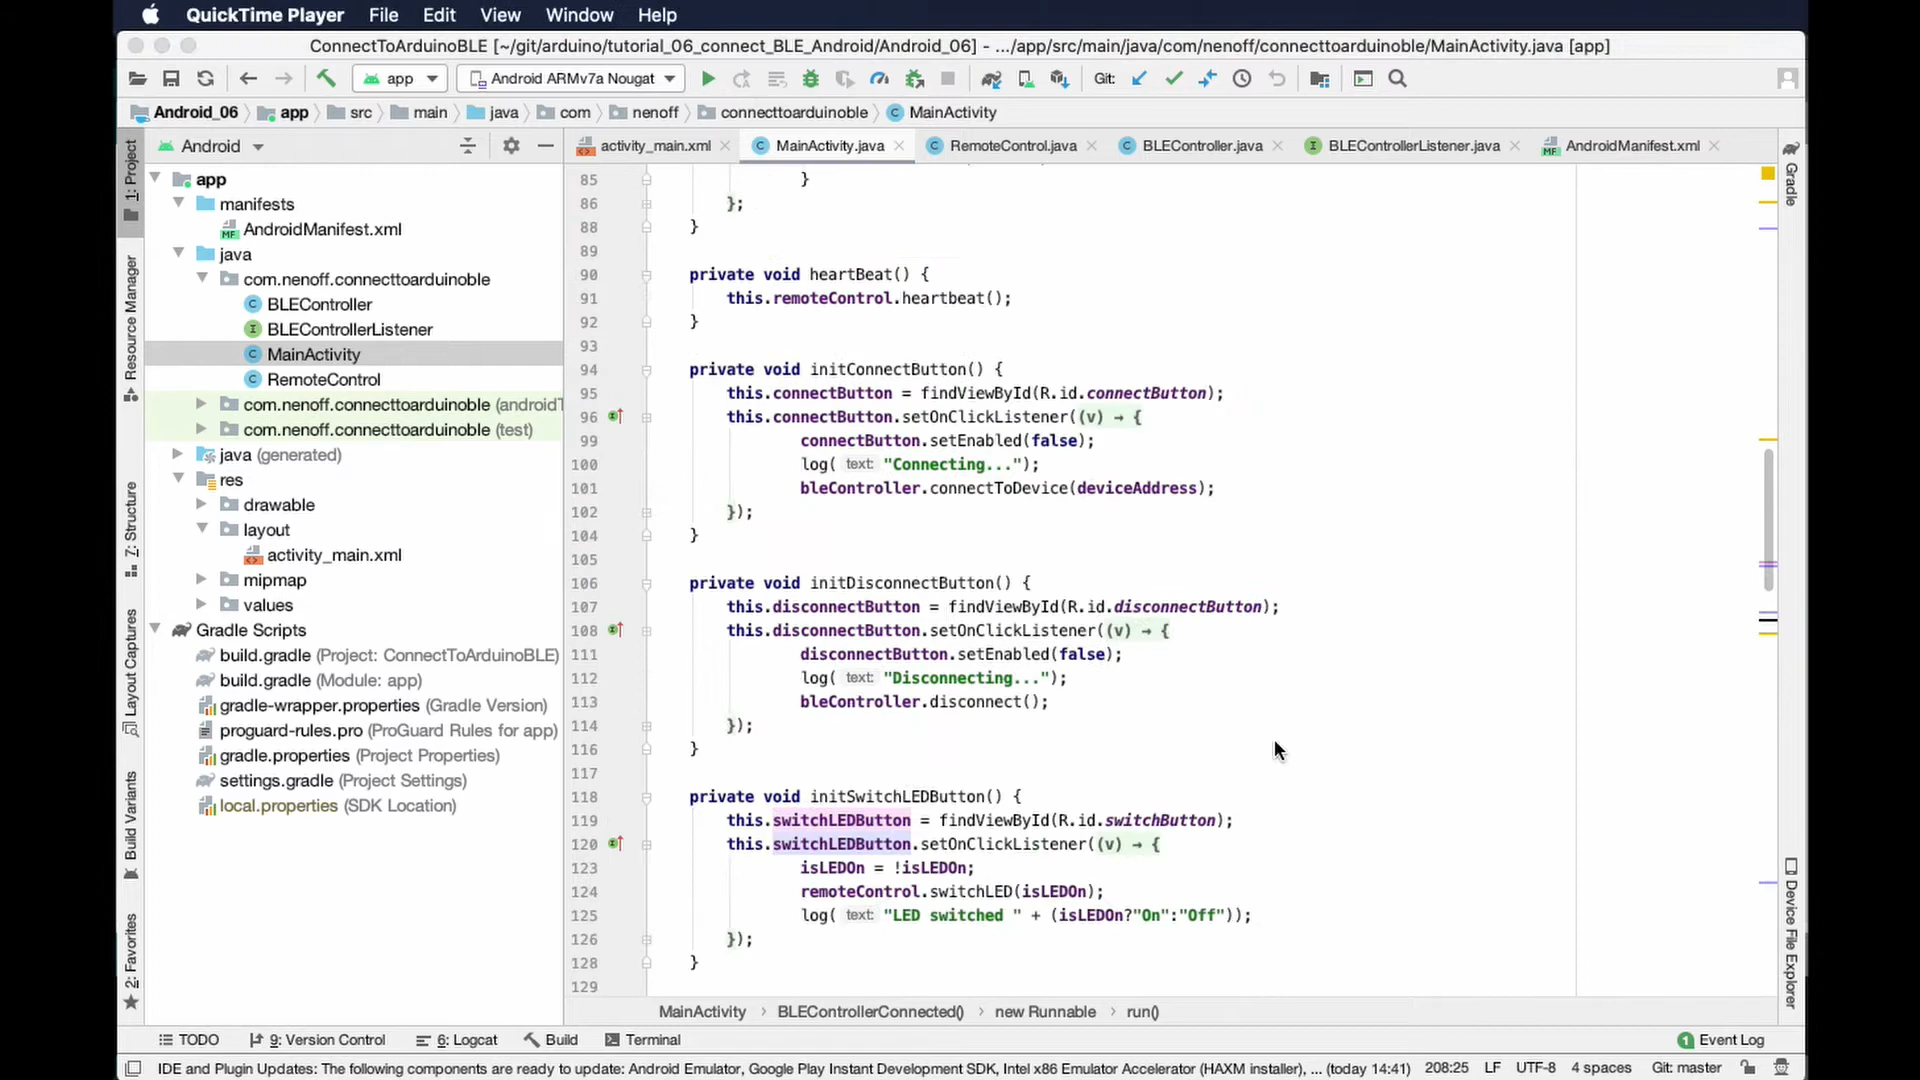 QuickTime Player File Edit View Window Help
ConnectToArduinoBLE [~/git/arduino/tutorial_06_connect_BLE_Android/Android_06] - .../app/src/main/java/com/nenoff/connecttoarduinoble/MainActivity.java [app]
app Android ARMv7a Nougat Git:
Android_06 app src main java com nenoff connecttoarduinoble MainActivity
Android
activity_main.xml MainActivity.java RemoteControl.java BLEController.java BLEControllerListener.java AndroidManifest.xml
1: Project
Resource Manager
7: Structure
Layout Captures
Build Variants
2: Favorites
app
manifests
AndroidManifest.xml
java
com.nenoff.connecttoarduinoble
BLEController
BLEControllerListener
MainActivity
RemoteControl
com.nenoff.connecttoarduinoble (androidT
com.nenoff.connecttoarduinoble (test)
java (generated)
res
drawable
layout
activity_main.xml
mipmap
values
Gradle Scripts
build.gradle (Project: ConnectToArduinoBLE)
build.gradle (Module: app)
gradle-wrapper.properties (Gradle Version)
proguard-rules.pro (ProGuard Rules for app)
gradle.properties (Project Properties)
settings.gradle (Project Settings)
local.properties (SDK Location)
85 }
86 };
88 }
89
90 private void heartBeat() {
91 this.remoteControl.heartbeat();
92 }
93
94 private void initConnectButton() {
95 this.connectButton = findViewById(R.id.connectButton);
96 this.connectButton.setOnClickListener((v) → {
99 connectButton.setEnabled(false);
100 log( text: "Connecting...");
101 bleController.connectToDevice(deviceAddress);
102 });
104 }
105
106 private void initDisconnectButton() {
107 this.disconnectButton = findViewById(R.id.disconnectButton);
108 this.disconnectButton.setOnClickListener((v) → {
111 disconnectButton.setEnabled(false);
112 log( text: "Disconnecting...");
113 bleController.disconnect();
114 });
116 }
117
118 private void initSwitchLEDButton() {
119 this.switchLEDButton = findViewById(R.id.switchButton);
120 this.switchLEDButton.setOnClickListener((v) → {
123 isLEDOn = !isLEDOn;
124 remoteControl.switchLED(isLEDOn);
125 log( text: "LED switched " + (isLEDOn?"On":"Off"));
126 });
128 }
129
Gradle
Device File Explorer
MainActivity › BLEControllerConnected() › new Runnable › run()
TODO 9: Version Control 6: Logcat Build Terminal 1 Event Log
IDE and Plugin Updates: The following components are ready to update: Android Emulator, Google Play Instant Development SDK, Intel x86 Emulator Accelerator (HAXM installer), ... (today 14:41) 208:25 LF UTF-8 4 spaces Git: master